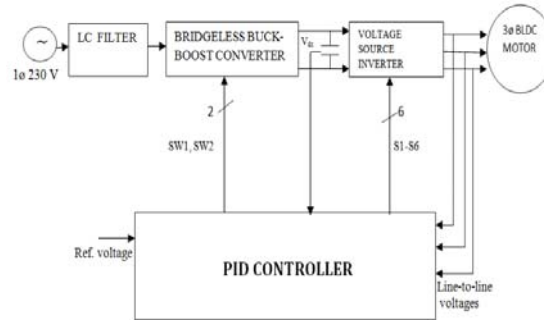 LC FILTER
BRIDGELESS BUCK-
BOOST CONVERTER
V
VOLTAGE
SOURCE
INVERTER
3ø BLDC
MOTOR
~
1ø 230 V
2
6
SW1, SW2
S1-S6
Ref. voltage
PID CONTROLLER
Line-to-line
voltages